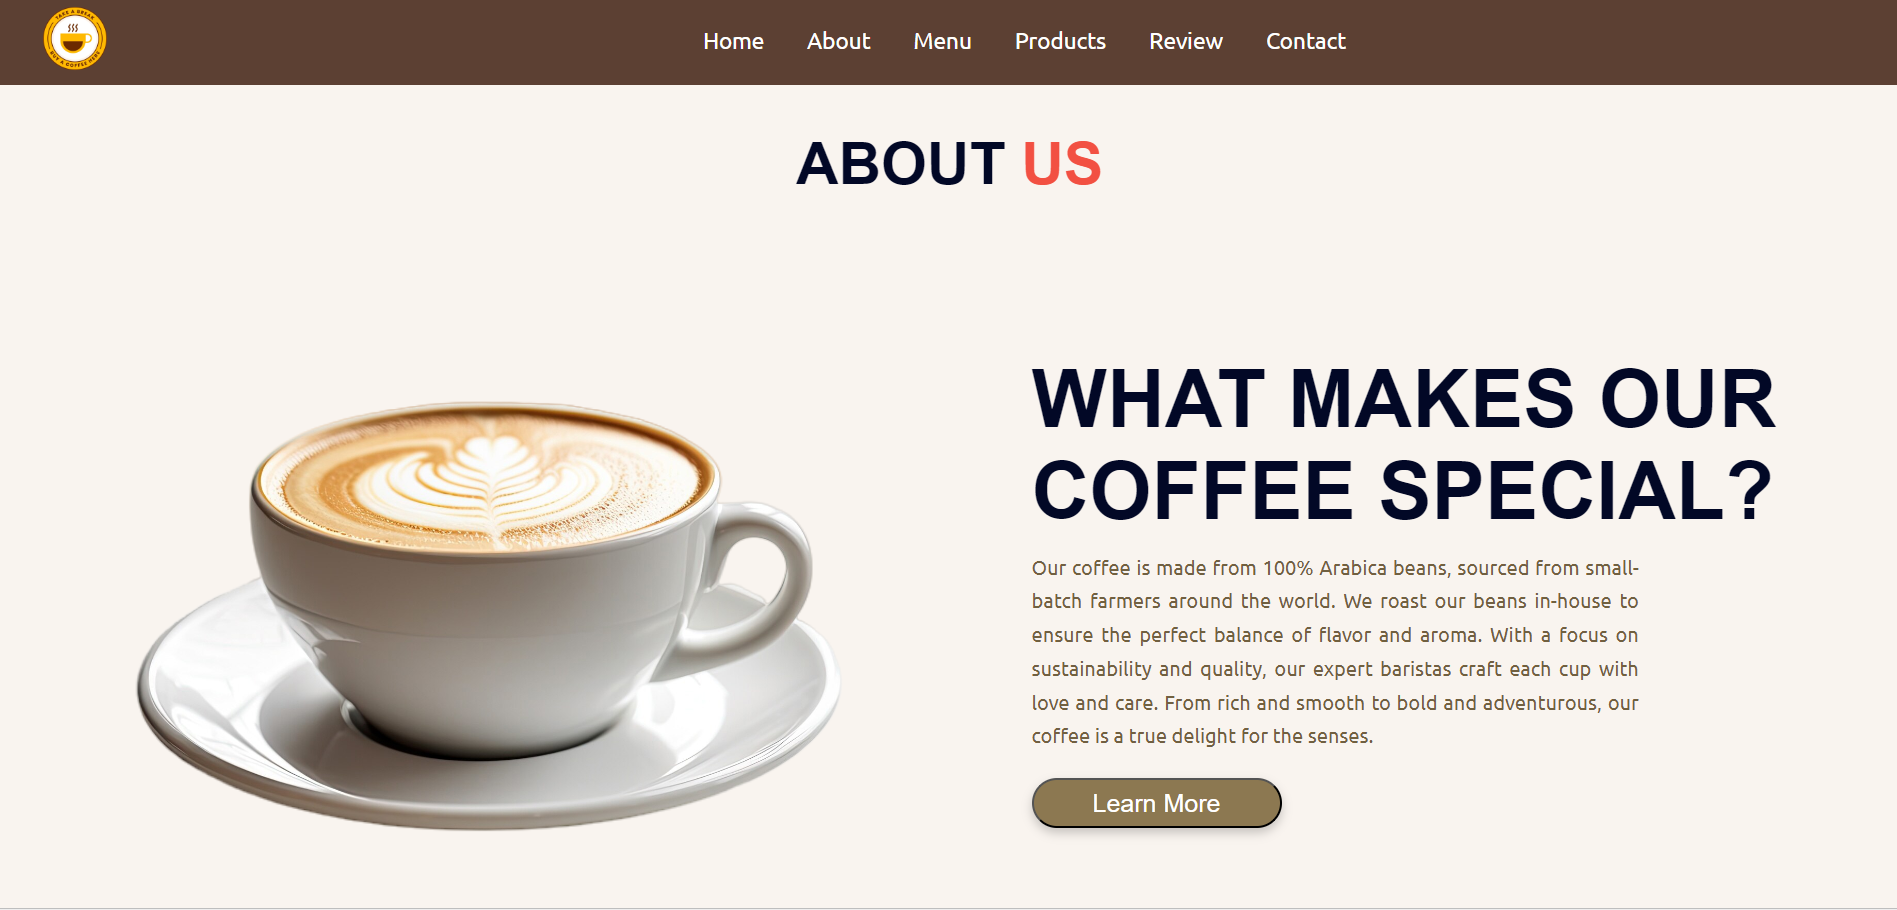 TAKE A BREAK
BUY A COFFEE HERE
Home About Menu Products Review Contact
ABOUT US
WHAT MAKES OUR
COFFEE SPECIAL?
Our coffee is made from 100% Arabica beans, sourced from small-
batch farmers around the world. We roast our beans in-house to
ensure the perfect balance of flavor and aroma. With a focus on
sustainability and quality, our expert baristas craft each cup with
love and care. From rich and smooth to bold and adventurous, our
coffee is a true delight for the senses.
Learn More